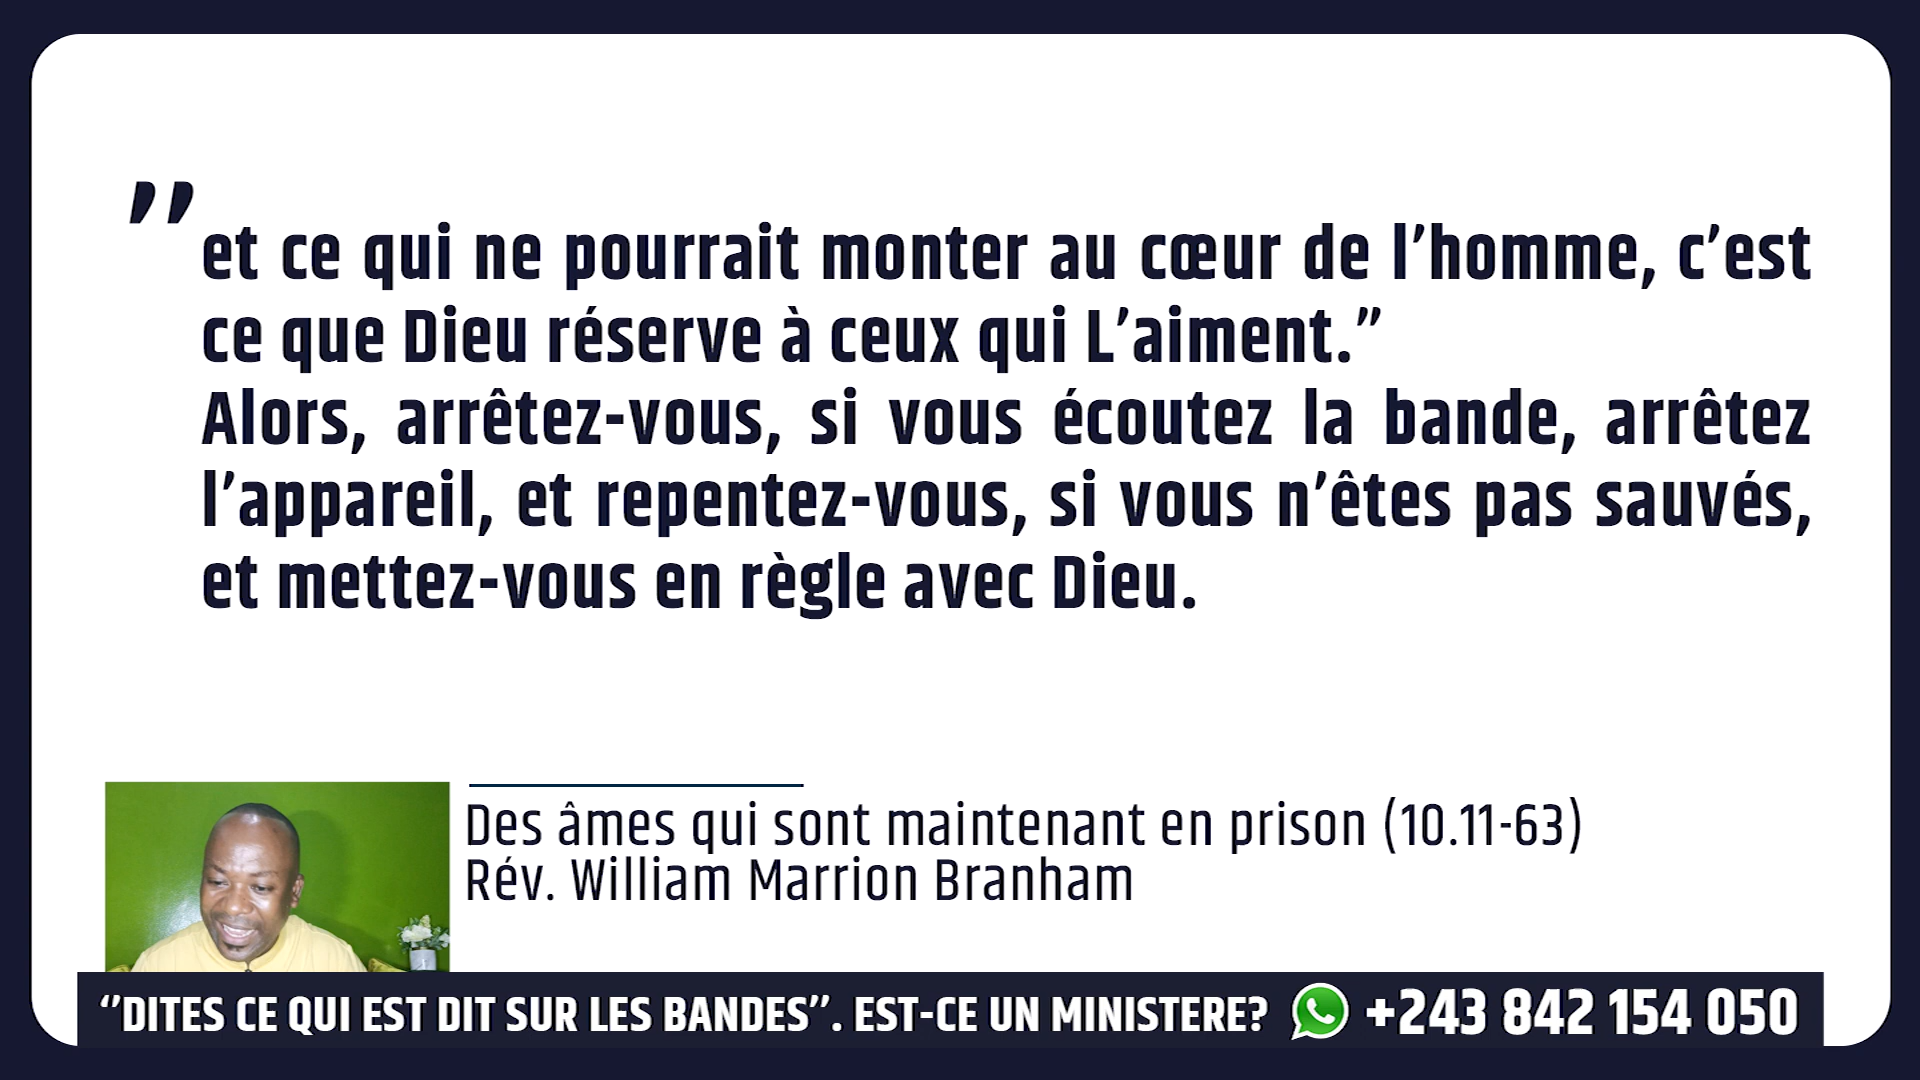 ’’ et ce qui ne pourrait monter au cœur de l’homme, c’est
ce que Dieu réserve à ceux qui L’aiment.”
Alors, arrêtez-vous, si vous écoutez la bande, arrêtez
l’appareil, et repentez-vous, si vous n’êtes pas sauvés,
et mettez-vous en règle avec Dieu.
Des âmes qui sont maintenant en prison (10.11-63)
Rév. William Marrion Branham
‘’DITES CE QUI EST DIT SUR LES BANDES’’. EST-CE UN MINISTERE? +243 842 154 050